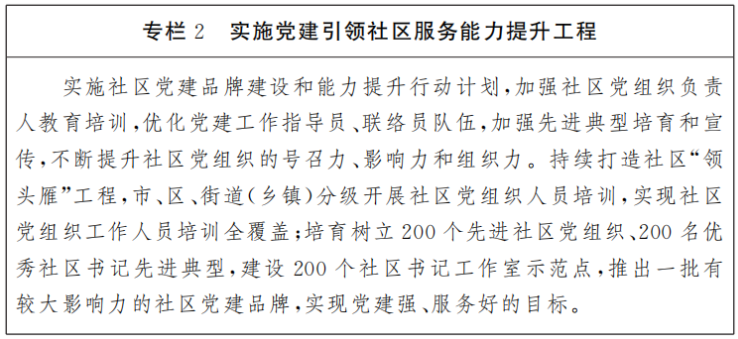 专栏 2 实施党建引领社区服务能力提升工程
实施社区党建品牌建设和能力提升行动计划,加强社区党组织负责
人教育培训,优化党建工作指导员、联络员队伍,加强先进典型培育和宣
传,不断提升社区党组织的号召力、影响力和组织力。持续打造社区“领
头雁”工程,市、区、街道(乡镇)分级开展社区党组织人员培训,实现社区
党组织工作人员培训全覆盖;培育树立 200 个先进社区党组织、200 名优
秀社区书记先进典型,建设 200 个社区书记工作室示范点,推出一批有
较大影响力的社区党建品牌,实现党建强、服务好的目标。